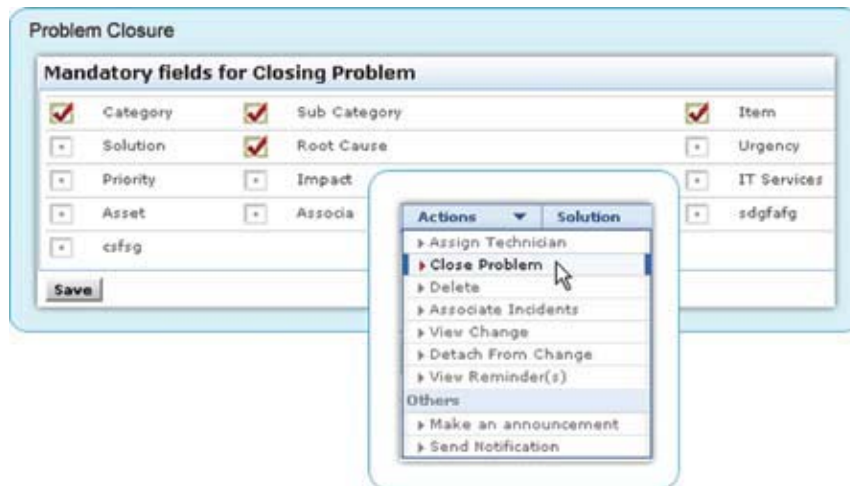 Problem Closure
Mandatory fields for Closing Problem
Category Sub Category Item
Solution Root Cause Urgency
Priority Impact IT Services
Asset Associa sdgfafg
csfsg
Save
Actions Solution
Assign Technician
Close Problem
Delete
Associate Incidents
View Change
Detach From Change
View Reminder(s)
Others
Make an announcement
Send Notification